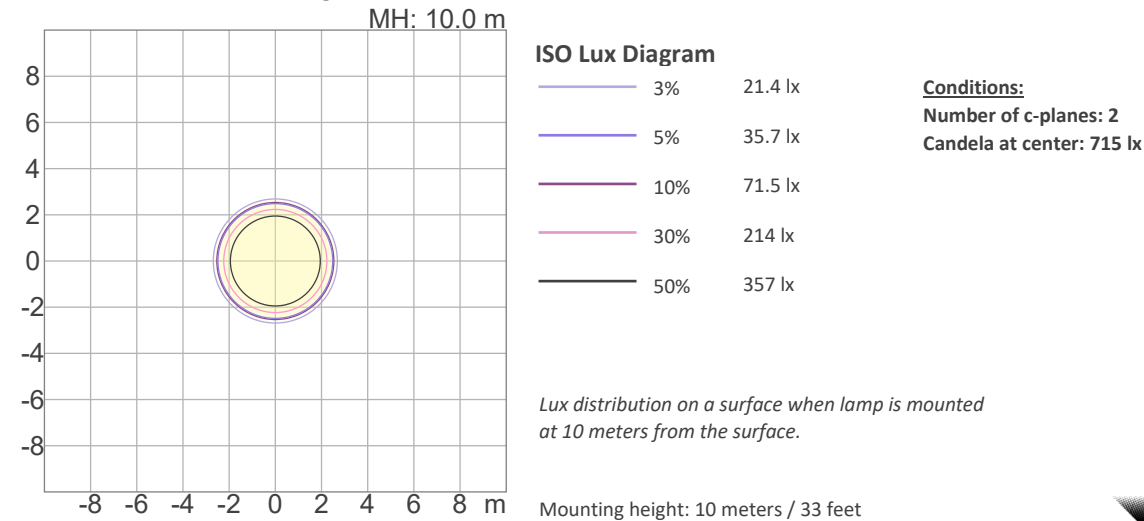 MH: 10.0 m
8
6
4
2
0
-2
-4
-6
-8
-8 -6 -4 -2 0 2 4 6 8 m
ISO Lux Diagram
3% 21.4 lx
5% 35.7 lx
10% 71.5 lx
30% 214 lx
50% 357 lx
Conditions:
Number of c-planes: 2
Candela at center: 715 lx
Lux distribution on a surface when lamp is mounted
at 10 meters from the surface.
Mounting height: 10 meters / 33 feet